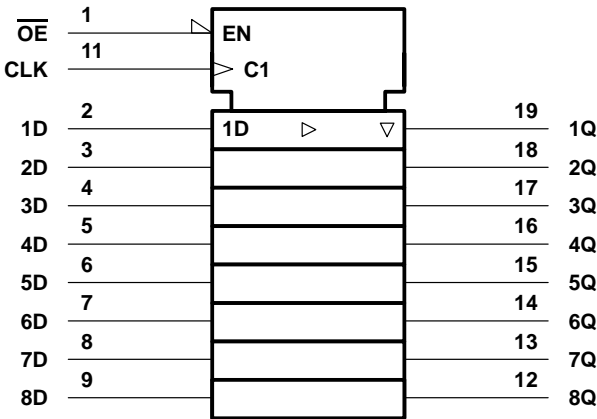 OE 1 EN
CLK 11 C1
1D 2 1D 19 1Q
2D 3 18 2Q
3D 4 17 3Q
4D 5 16 4Q
5D 6 15 5Q
6D 7 14 6Q
7D 8 13 7Q
8D 9 12 8Q